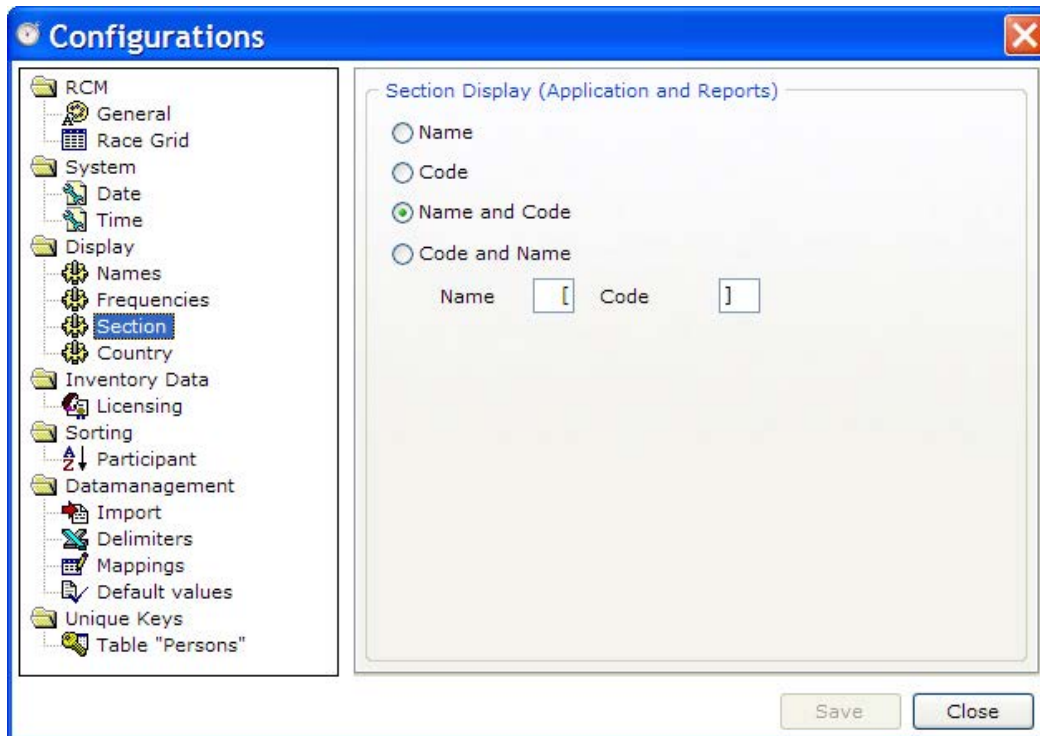 Configurations
RCM
General
Race Grid
System
Date
Time
Display
Names
Frequencies
Section
Country
Inventory Data
Licensing
Sorting
Participant
Datamanagement
Import
Delimiters
Mappings
Default values
Unique Keys
Table "Persons"
Section Display (Application and Reports)
Name
Code
Name and Code
Code and Name
Name [ Code ]
Save Close